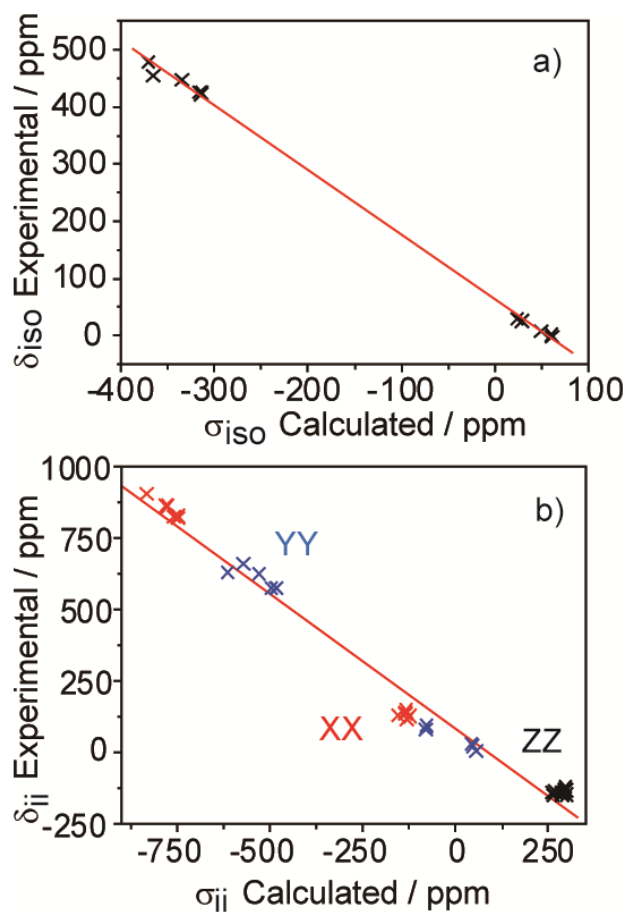 500
400
300
200
100
0
a)
δiso Experimental / ppm
-400 -300 -200 -100 0 100
σiso Calculated / ppm
1000
750
500
250
0
-250
b)
YY
XX
ZZ
δii Experimental / ppm
-750 -500 -250 0 250
σii Calculated / ppm